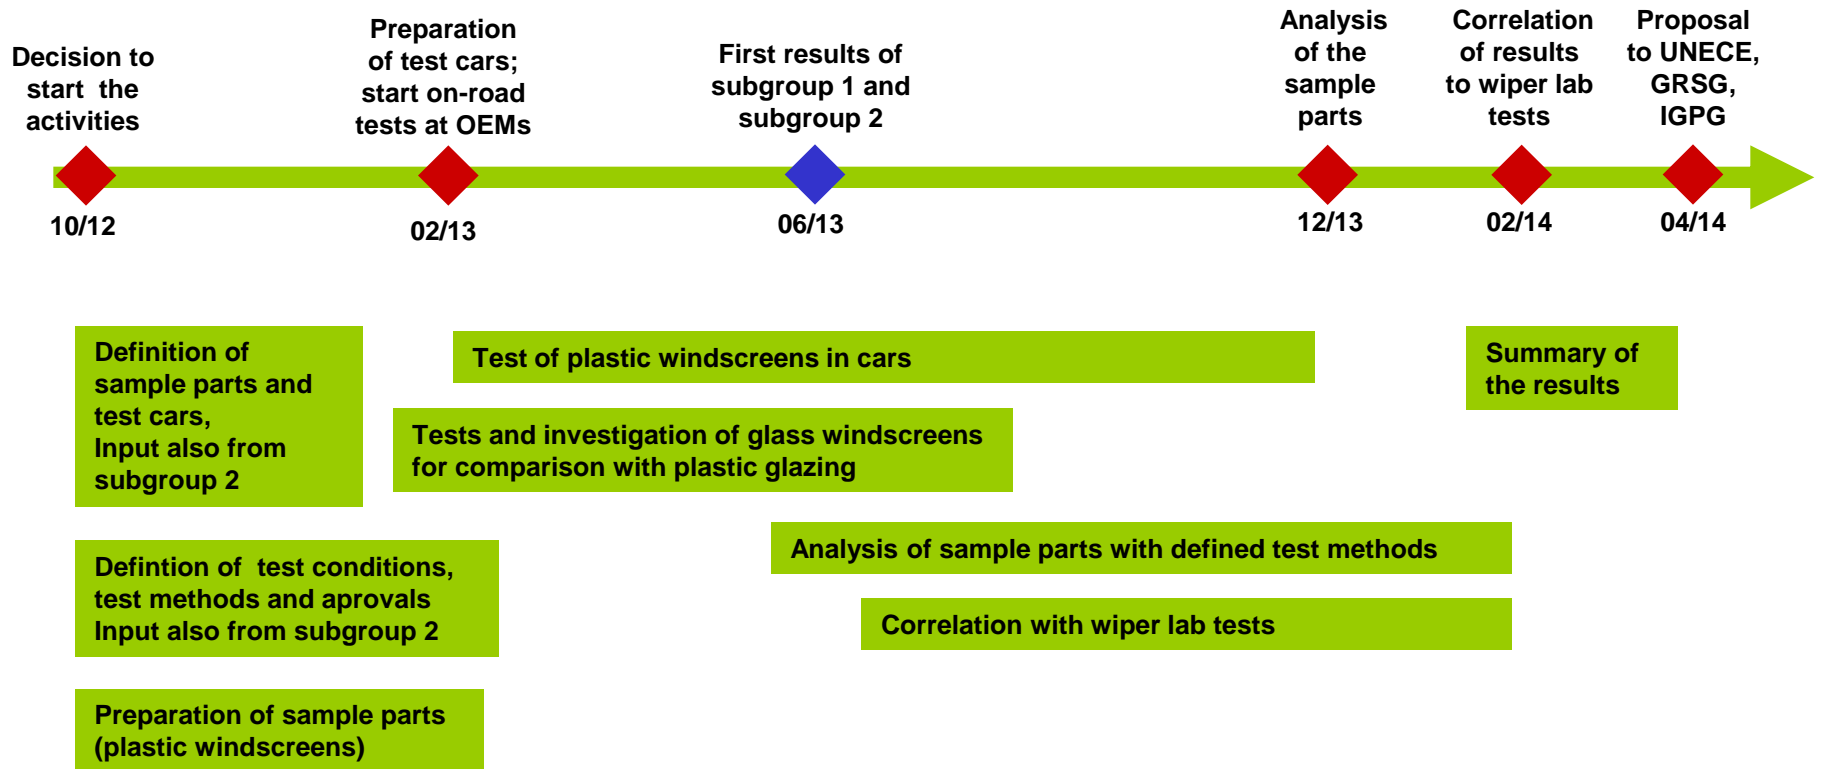 Decision to
start the
activities
Preparation
of test cars;
start on-road
tests at OEMs
First results of
subgroup 1 and
subgroup 2
Analysis
of the
sample
parts
Correlation
of results
to wiper lab
tests
Proposal
to UNECE,
GRSG,
IGPG
10/12
02/13
06/13
12/13
02/14
04/14
Definition of
sample parts and
test cars,
Input also from
subgroup 2
Test of plastic windscreens in cars
Summary of
the results
Tests and investigation of glass windscreens
for comparison with plastic glazing
Defintion of test conditions,
test methods and aprovals
Input also from subgroup 2
Analysis of sample parts with defined test methods
Correlation with wiper lab tests
Preparation of sample parts
(plastic windscreens)